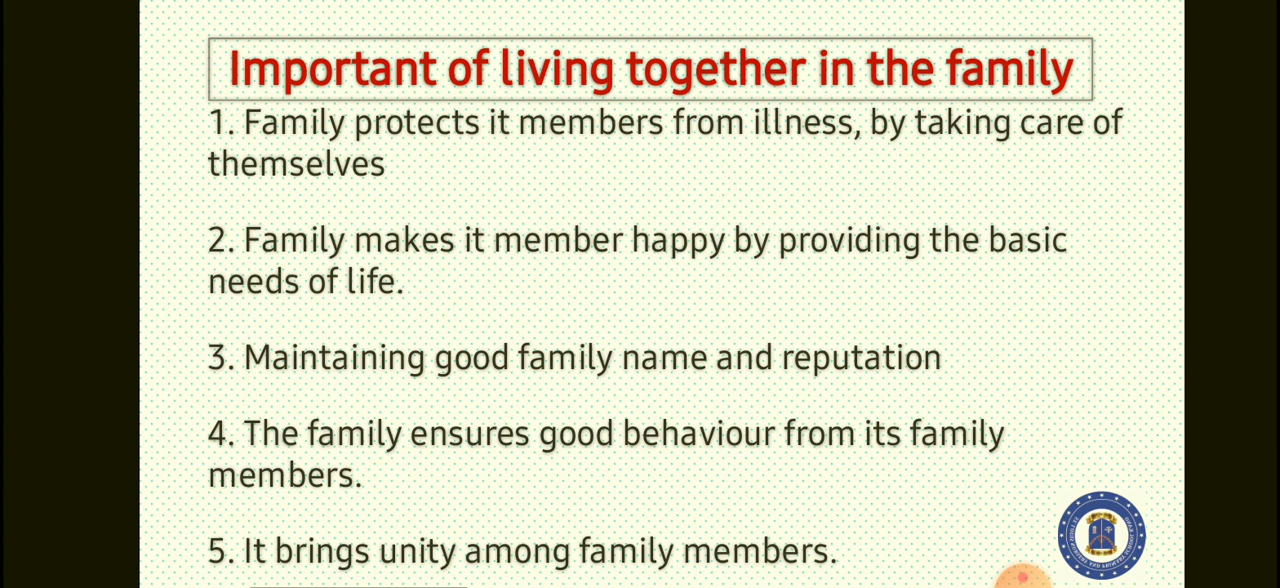 Important of living together in the family
1. Family protects it members from illness, by taking care of
themselves
2. Family makes it member happy by providing the basic
needs of life.
3. Maintaining good family name and reputation
4. The family ensures good behaviour from its family
members.
5. It brings unity among family members.